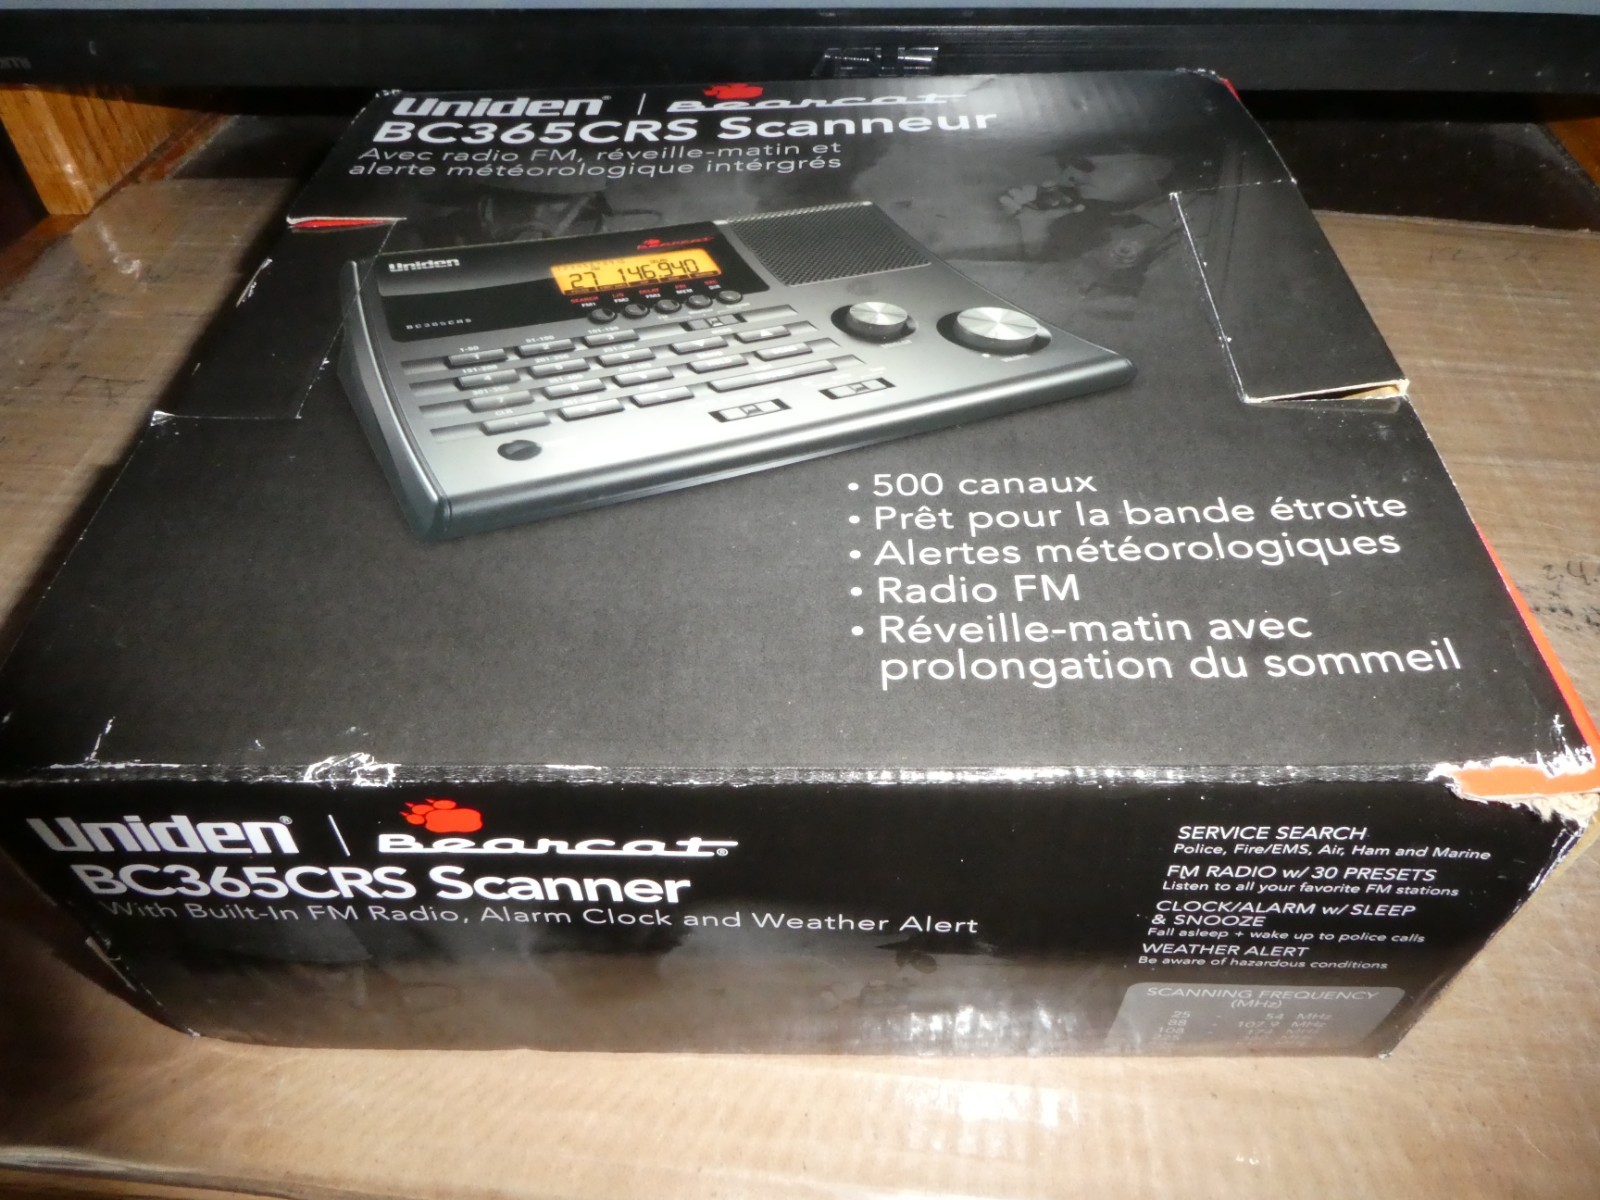 Uniden® | Bearcat
BC365CRS Scanneur
Avec radio FM, réveille-matin et
alerte météorologique intérgrés
Uniden
bearcat
27 146.940
BC365CRS
• 500 canaux
• Prêt pour la bande étroite
• Alertes météorologiques
• Radio FM
• Réveille-matin avec
prolongation du sommeil
Uniden® | Bearcat®
BC365CRS Scanner
With Built-In FM Radio, Alarm Clock and Weather Alert
SERVICE SEARCH
Police, Fire/EMS, Air, Ham and Marine
FM RADIO w/ 30 PRESETS
Listen to all your favorite FM stations
CLOCK/ALARM w/ SLEEP
& SNOOZE
Fall asleep + wake up to police calls
WEATHER ALERT
Be aware of hazardous conditions
SCANNING FREQUENCY
(MHz)
25 - 54 MHz
88 - 107.9 MHz
108 - 174 MHz